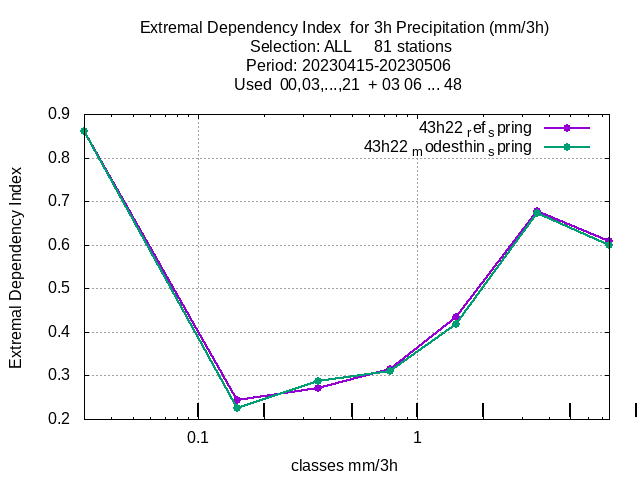 Extremal Dependency Index  for 3h Precipitation (mm/3h)
Selection: ALL     81 stations
Period: 20230415-20230506
Used  00,03,...,21  + 03 06 ... 48
0.9
0.8
0.7
0.6
0.5
0.4
0.3
0.2
Extremal Dependency Index
43h22 ref spring
43h22 modesthin spring
0.1
1
classes mm/3h